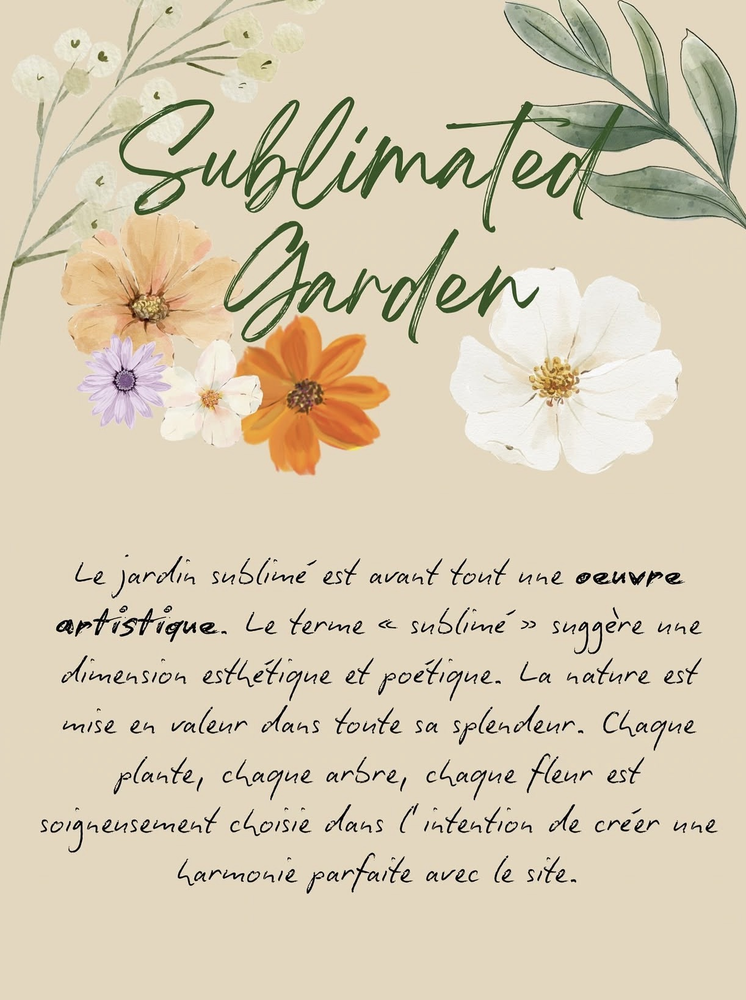 Sublimated
Garden
Le jardin sublimé est avant tout une oeuvre
artistique. Le terme « sublimé » suggère une
dimension esthétique et poétique. La nature est
mise en valeur dans toute sa splendeur. Chaque
plante, chaque arbre, chaque fleur est
soigneusement choisie dans l'intention de créer une
harmonie parfaite avec le site.